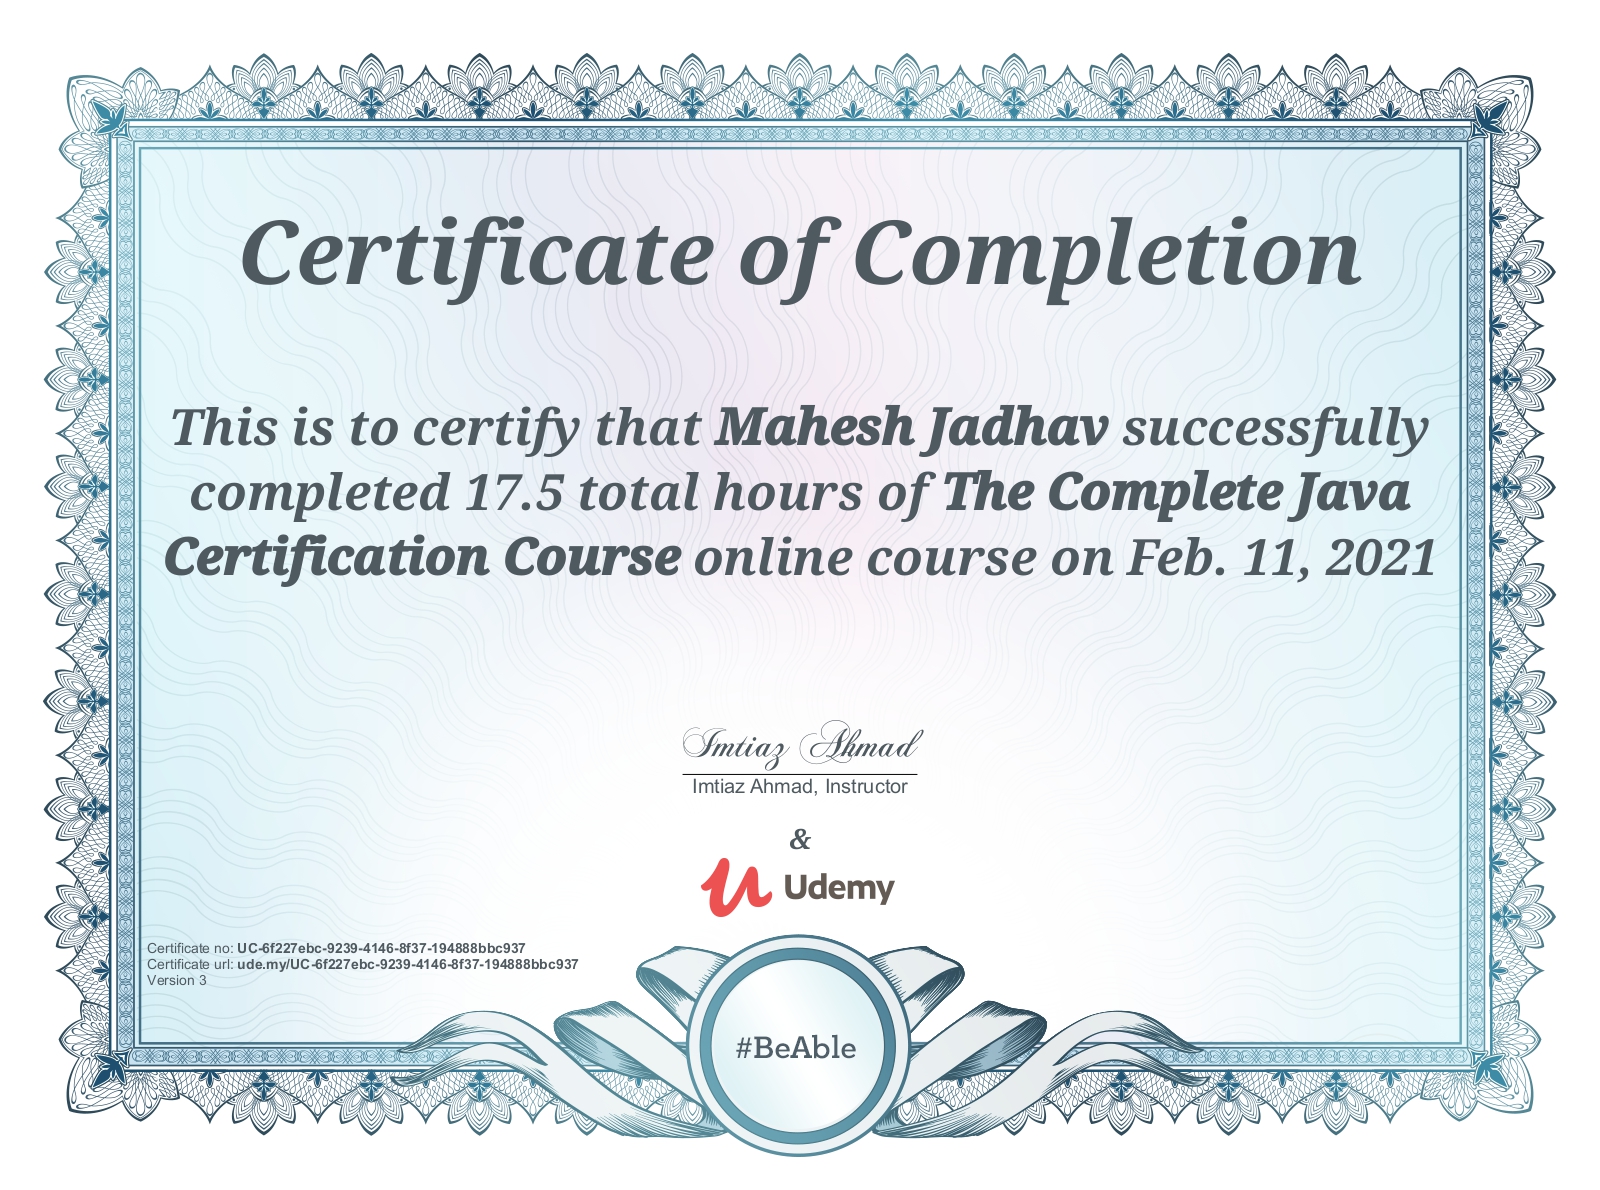 Certificate of Completion
This is to certify that Mahesh Jadhav successfully
completed 17.5 total hours of The Complete Java
Certification Course online course on Feb. 11, 2021
Imtiaz Ahmad
Imtiaz Ahmad, Instructor
&
Udemy
Certificate no: UC-6f227ebc-9239-4146-8f37-194888bbc937
Certificate url: ude.my/UC-6f227ebc-9239-4146-8f37-194888bbc937
Version 3
#BeAble